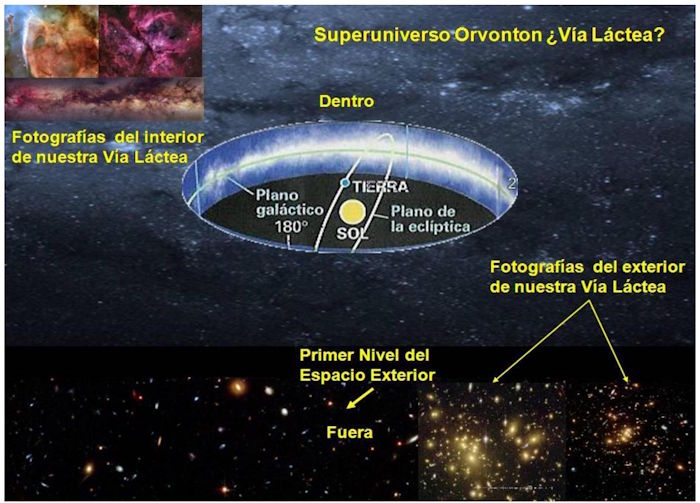 Superuniverso Orvonton ¿Vía Láctea?
Dentro
Fotografías del interior
de nuestra Vía Láctea
Plano
galáctico
180°
TIERRA
SOL
Plano de
la eclíptica
2
Fotografías del exterior
de nuestra Vía Láctea
Primer Nivel del
Espacio Exterior
Fuera